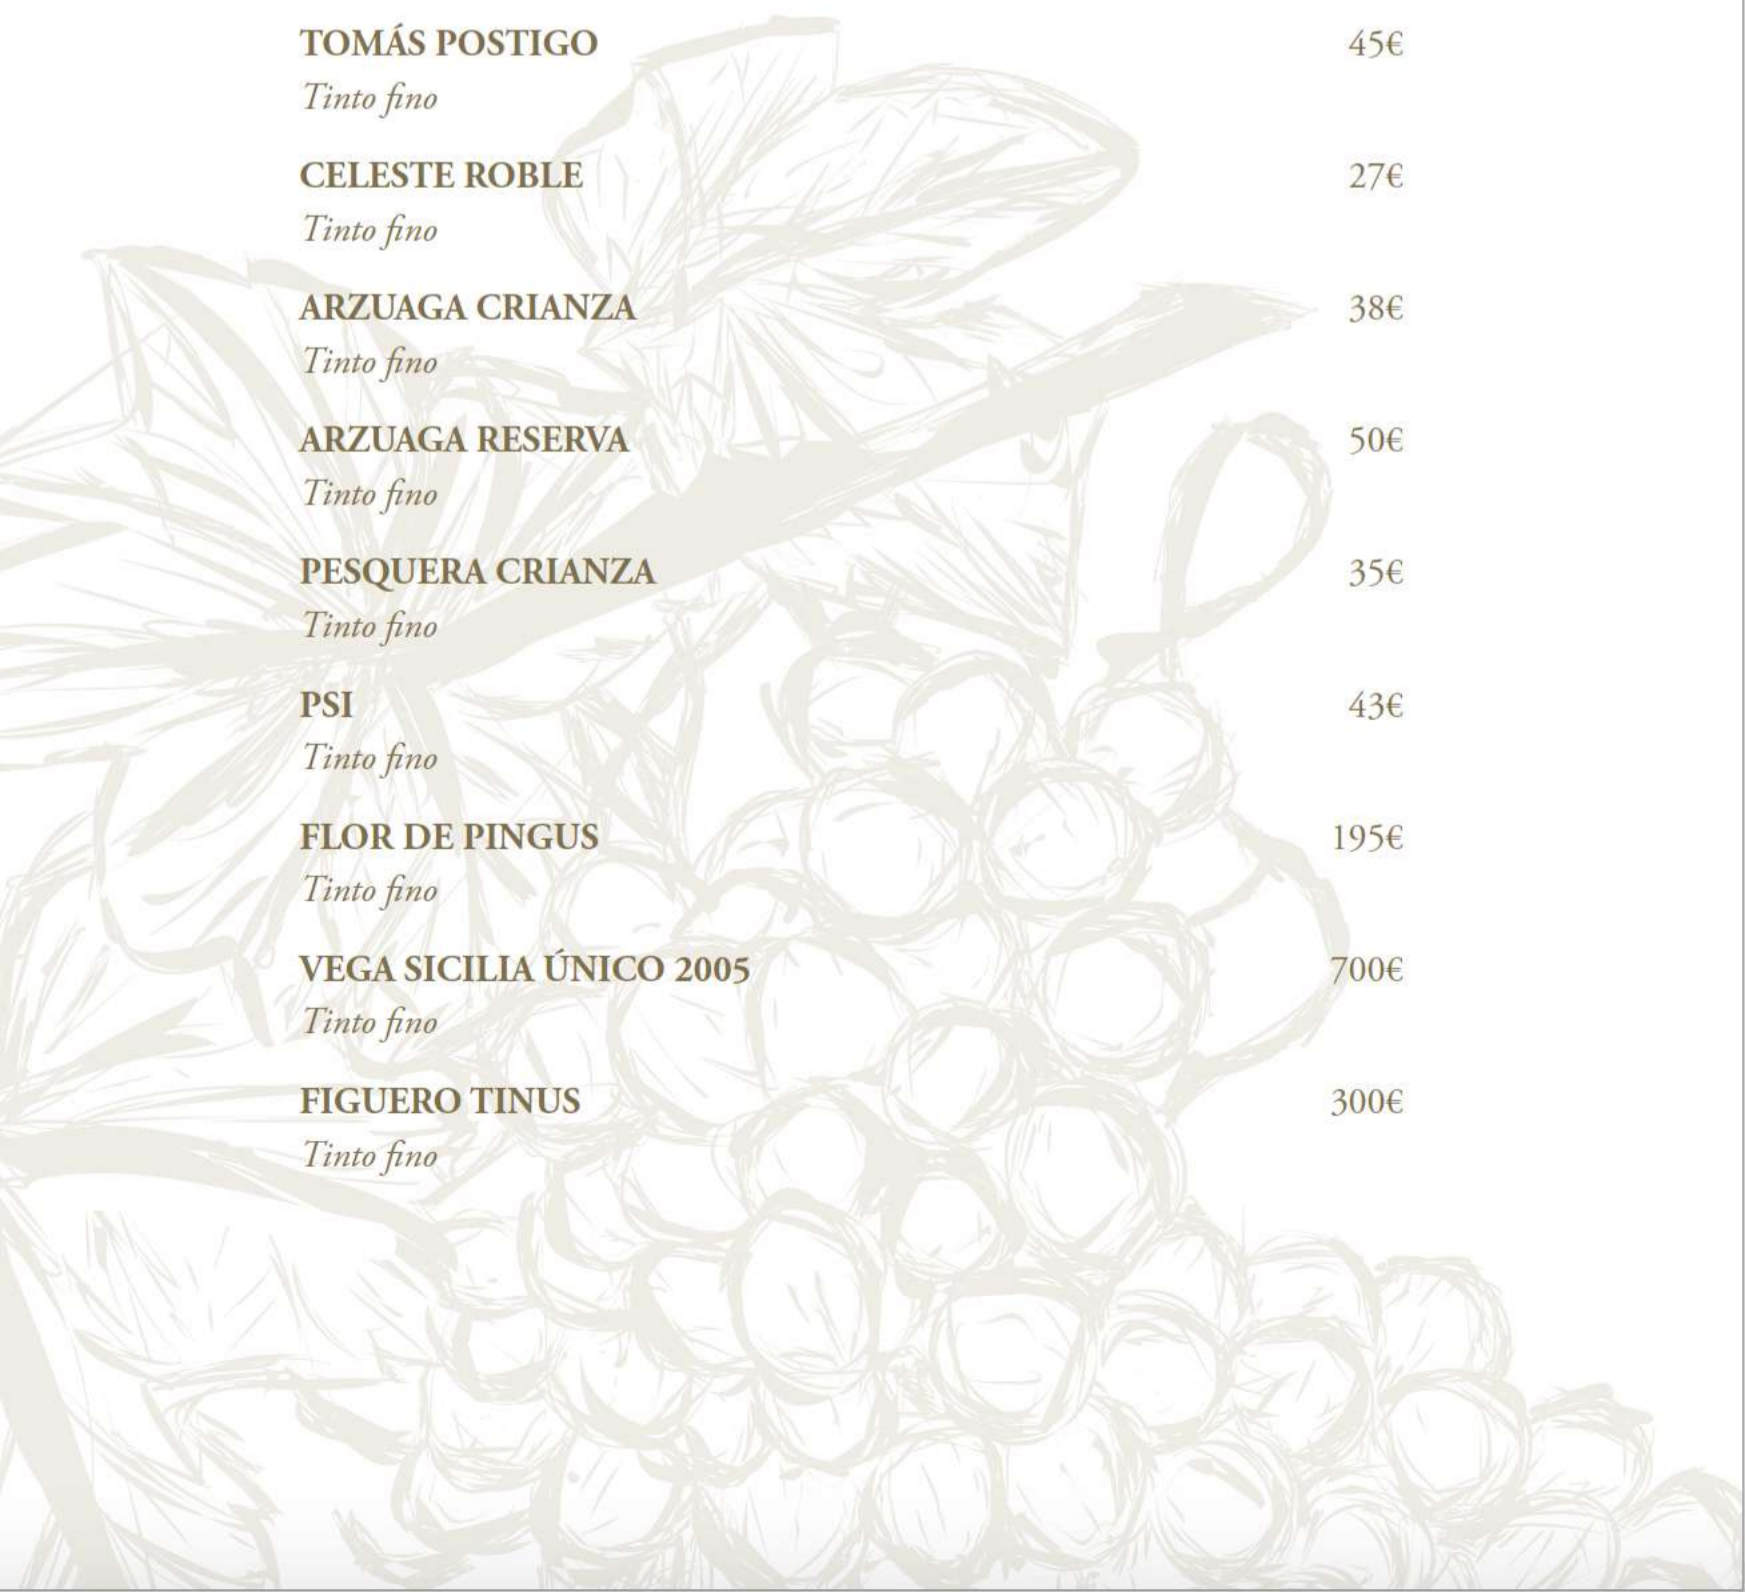 TOMÁS POSTIGO 45€
Tinto fino
CELESTE ROBLE 27€
Tinto fino
ARZUAGA CRIANZA 38€
Tinto fino
ARZUAGA RESERVA 50€
Tinto fino
PESQUERA CRIANZA 35€
Tinto fino
PSI 43€
Tinto fino
FLOR DE PINGUS 195€
Tinto fino
VEGA SICILIA ÚNICO 2005 700€
Tinto fino
FIGUERO TINUS 300€
Tinto fino